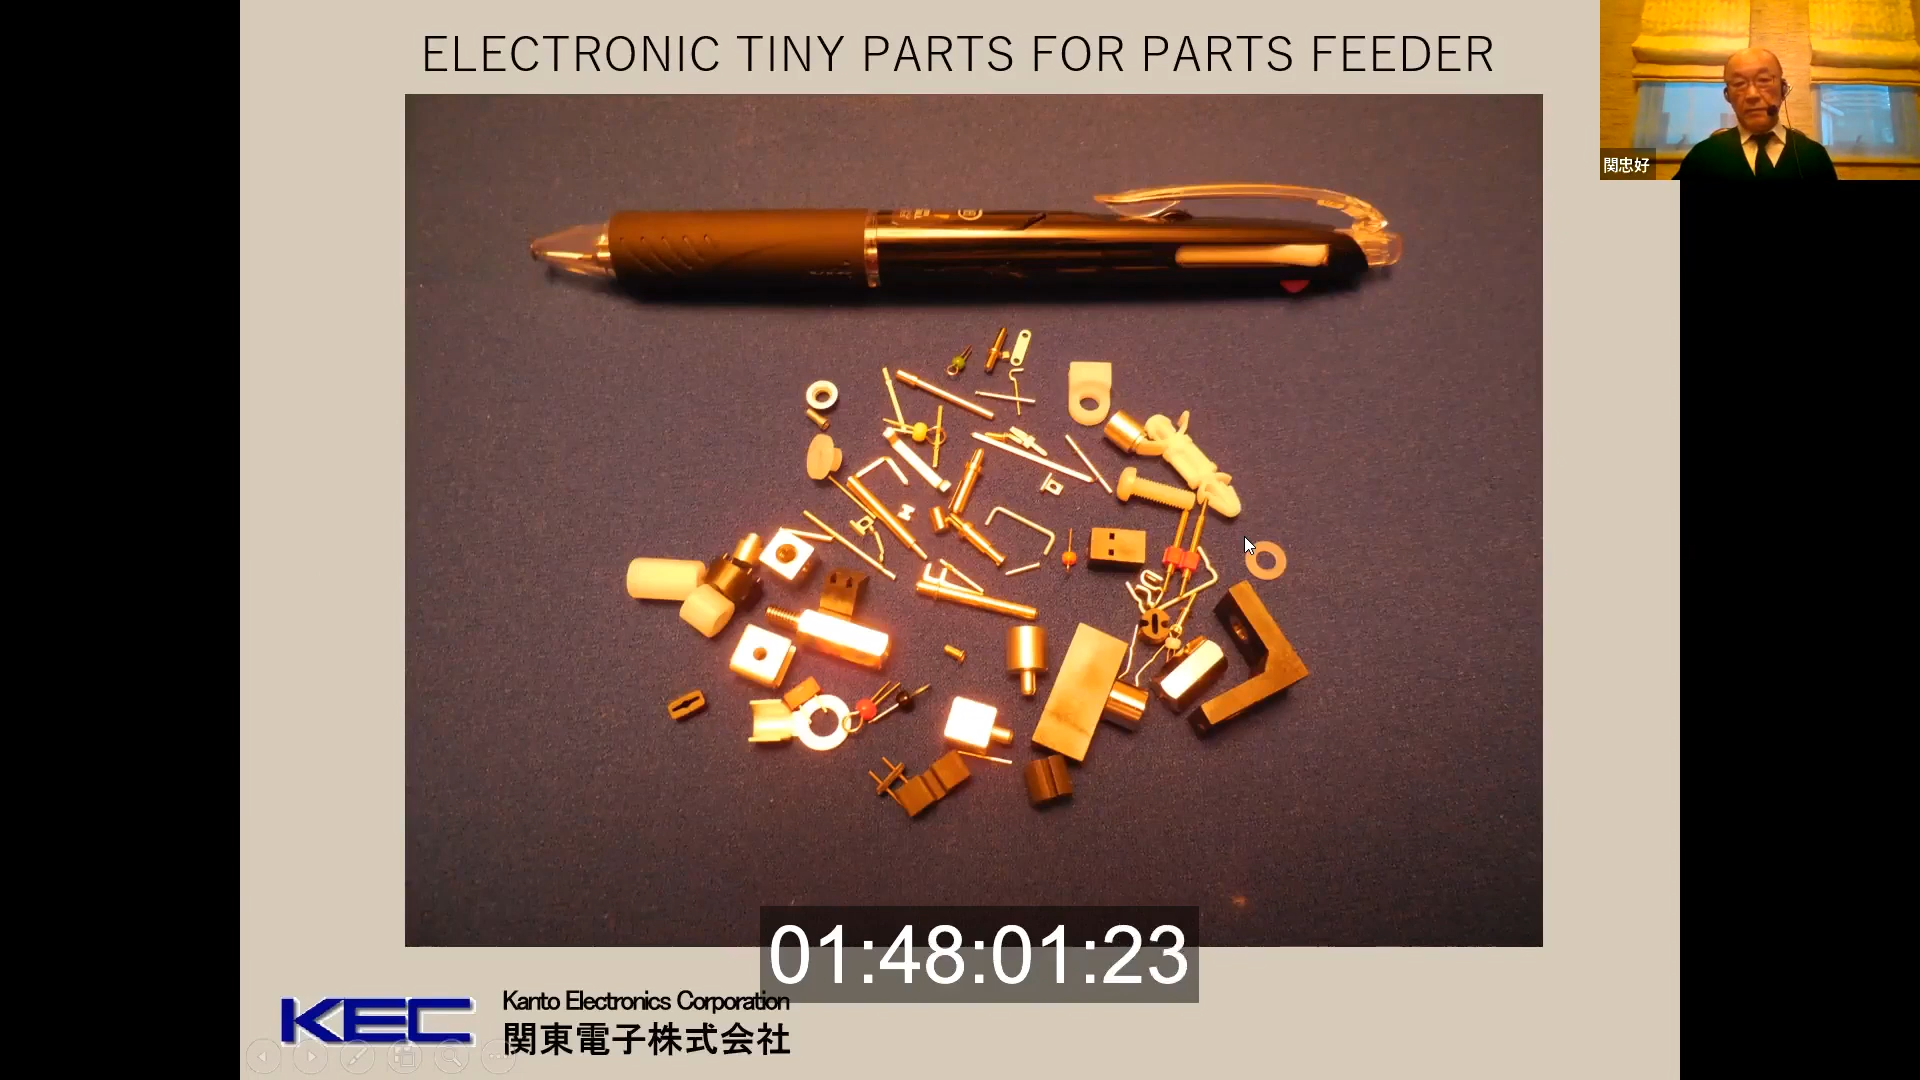 ELECTRONIC TINY PARTS FOR PARTS FEEDER
関忠好
01:48:01:23
KEC
Kanto Electronics Corporation
関東電子株式会社